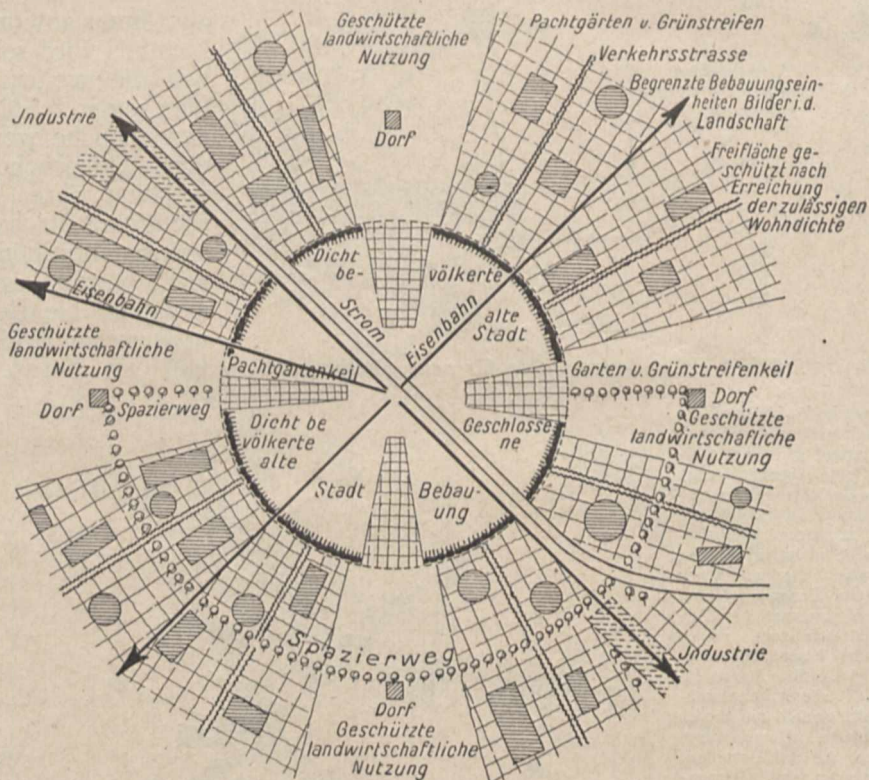 Geschützte
landwirtschaftliche
Nutzung
Dorf
Pachtgärten u. Grünstreifen
Verkehrsstrasse
Begrenzte Bebauungsein-
heiten Bilder i. d.
Landschaft
Freifläche ge-
schützt nach
Erreichung
der zulässigen
Wohndichte
Jndustrie
Eisenbahn
Dicht
be-
völkerte
alte
Stadt
Strom
Eisenbahn
Geschützte
landwirtschaftliche
Nutzung
Dorf
Spazierweg
Pachtgartenkeil
Garten u. Grünstreifenkeil
Dorf
Geschützte
landwirtschaftliche
Nutzung
Dicht be
völkerte
alte
Stadt
Geschlosse
ne
Bebau-
ung
Spazierweg
Jndustrie
Dorf
Geschützte
landwirtschaftliche
Nutzung